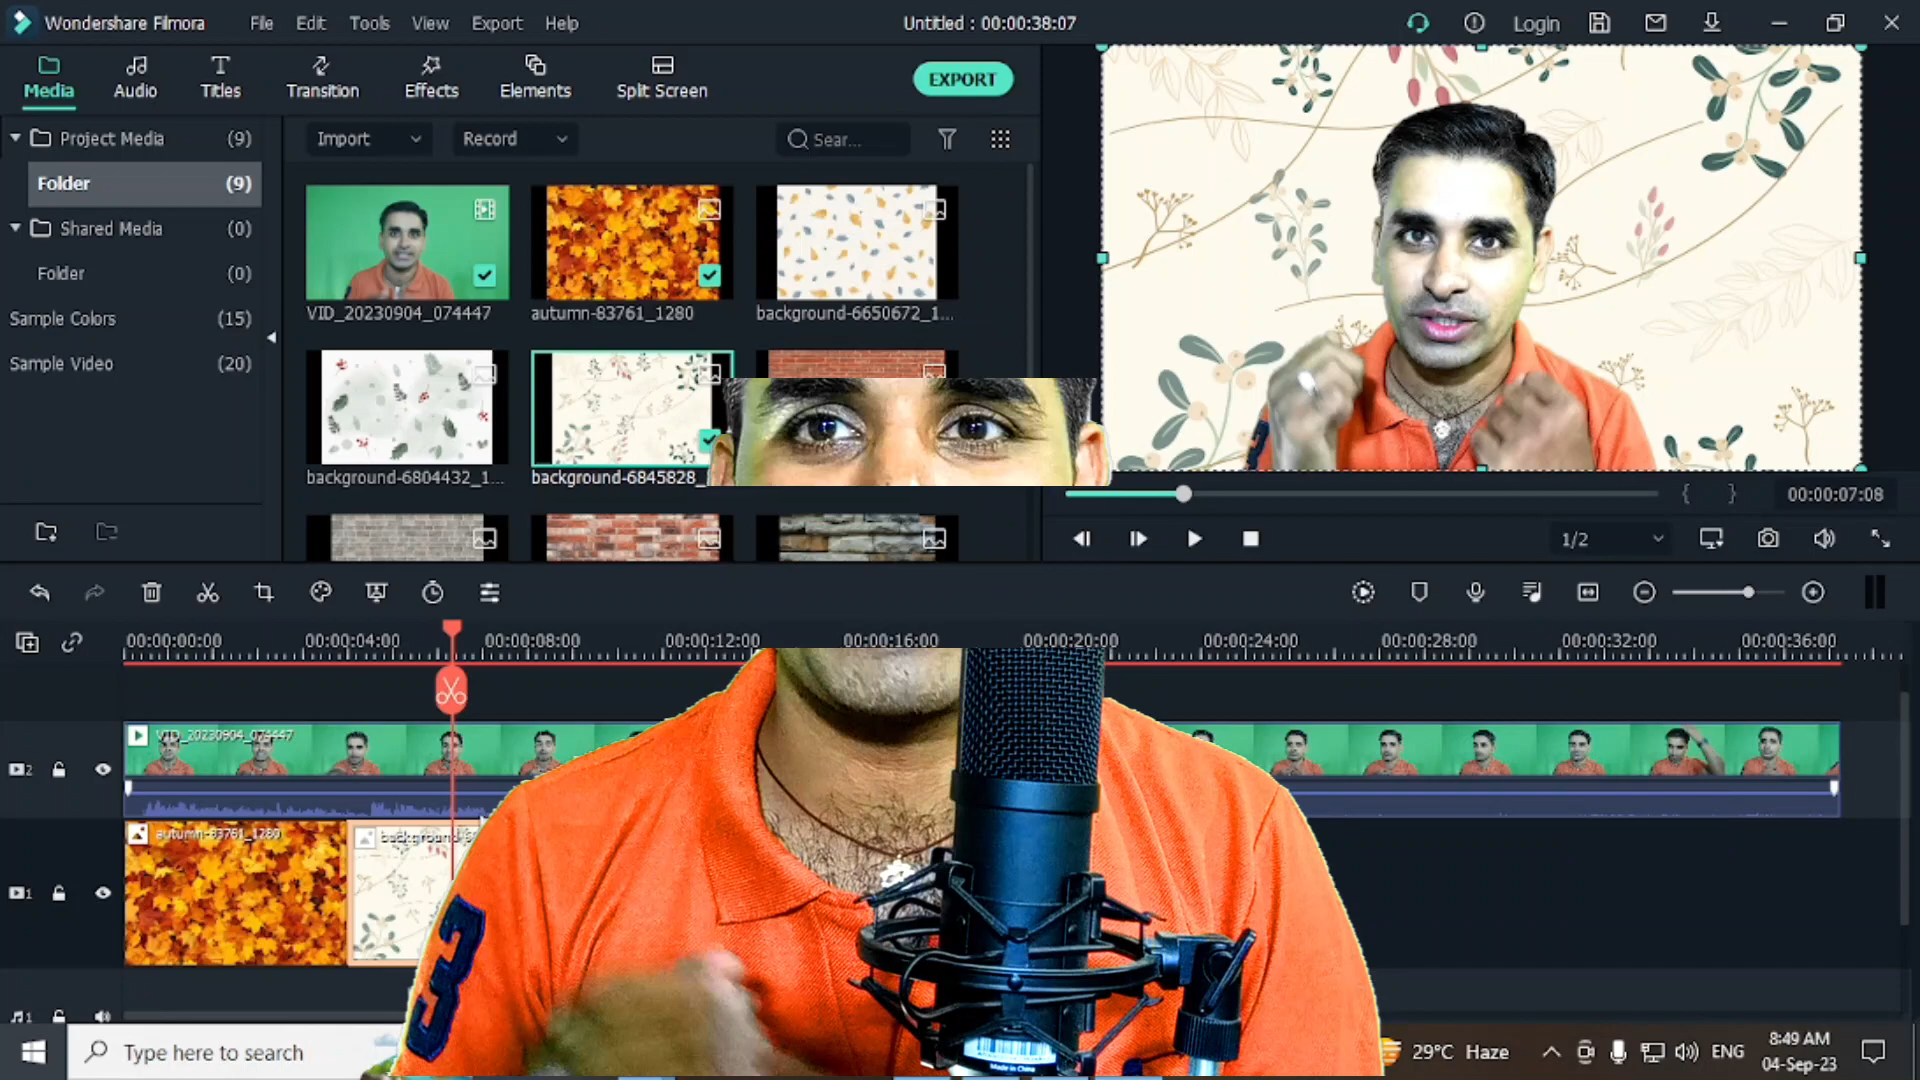 Wondershare Filmora
File
Edit
Tools
View
Export
Help
Untitled : 00:00:38:07
Login
Media
Audio
Titles
Transition
Effects
Elements
Split Screen
EXPORT
Project Media (9)
Folder (9)
Shared Media (0)
Folder (0)
Sample Colors (15)
Sample Video (20)
Import
Record
Sear...
VID_20230904_074447
autumn-83761_1280
background-6650672_1...
background-6804432_1...
background-6845828_
{ }
00:00:07:08
1/2
00:00:00:00
00:00:04:00
00:00:08:00
00:00:12:00
00:00:16:00
00:00:20:00
00:00:24:00
00:00:28:00
00:00:32:00
00:00:36:00
VID_20230904_074447
2
autumn-83761_1280
1
1
3
Made in China
Type here to search
29°C Haze
ENG
8:49 AM
04-Sep-23